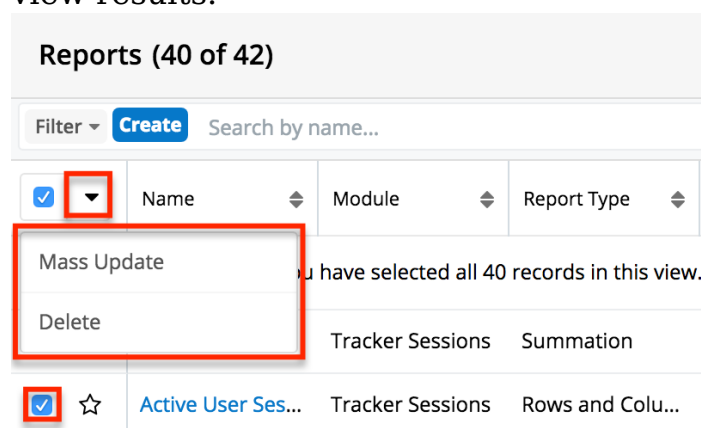 view results.
Reports (40 of 42)
Filter Create Search by name...
Name Module Report Type
Mass Update
u have selected all 40 records in this view.
Delete
Tracker Sessions Summation
Active User Ses... Tracker Sessions Rows and Colu...